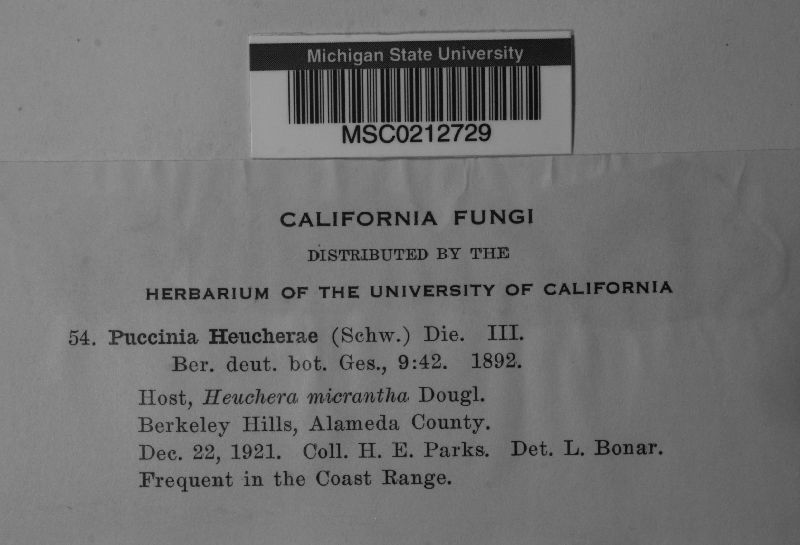 Michigan State University
MSC0212729
CALIFORNIA FUNGI
DISTRIBUTED BY THE
HERBARIUM OF THE UNIVERSITY OF CALIFORNIA
54. Puccinia Heucherae (Schw.) Die. III.
Ber. deut. bot. Ges., 9:42. 1892.
Host, Heuchera micrantha Dougl.
Berkeley Hills, Alameda County.
Dec. 22, 1921. Coll. H. E. Parks. Det. L. Bonar.
Frequent in the Coast Range.